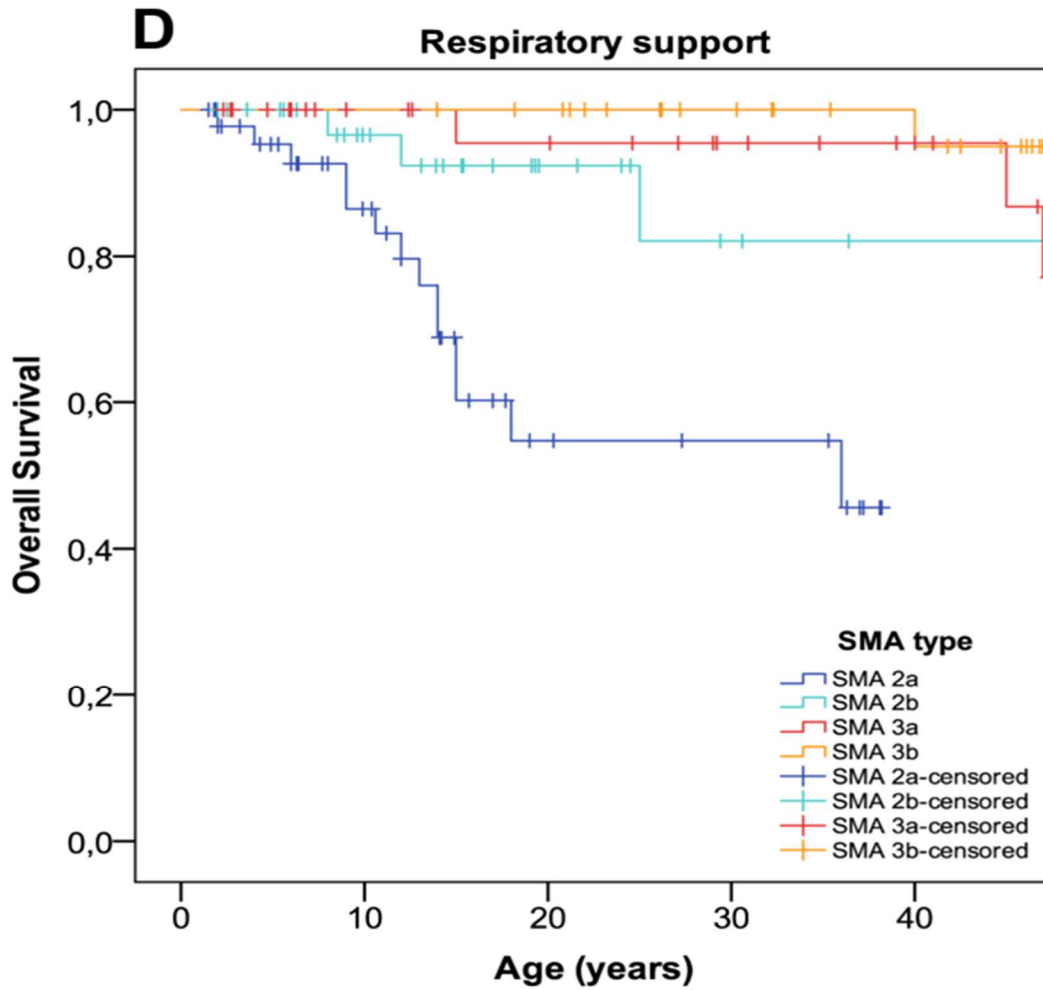 D
Respiratory support
1,0
0,8
0,6
0,4
0,2
0,0
Overall Survival
SMA type
SMA 2a
SMA 2b
SMA 3a
SMA 3b
SMA 2a-censored
SMA 2b-censored
SMA 3a-censored
SMA 3b-censored
0 10 20 30 40
Age (years)